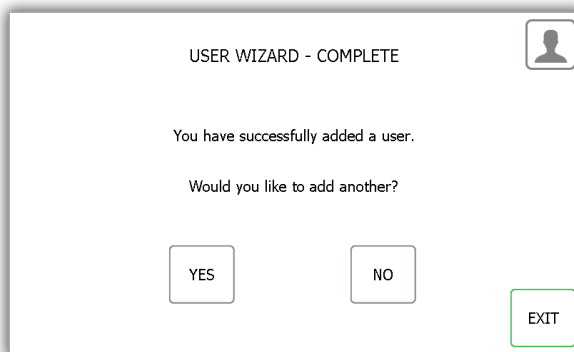 USER WIZARD - COMPLETE
You have successfully added a user.
Would you like to add another?
YES NO
EXIT